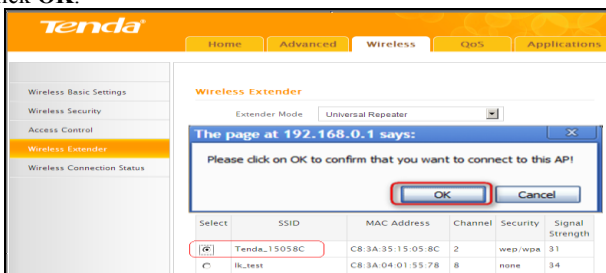 ick OK.
Tenda
Home Advanced Wireless QoS Applications
Wireless Basic Settings
Wireless Security
Access Control
Wireless Extender
Wireless Connection Status
Wireless Extender
Extender Mode Universal Repeater
The page at 192.168.0.1 says:
Please click on OK to confirm that you want to connect to this AP!
OK Cancel
Select SSID MAC Address Channel Security Signal Strength
Tenda_15058C C8:3A:35:15:05:8C 2 wep/wpa 31
lk_test C8:3A:04:01:55:78 8 none 34